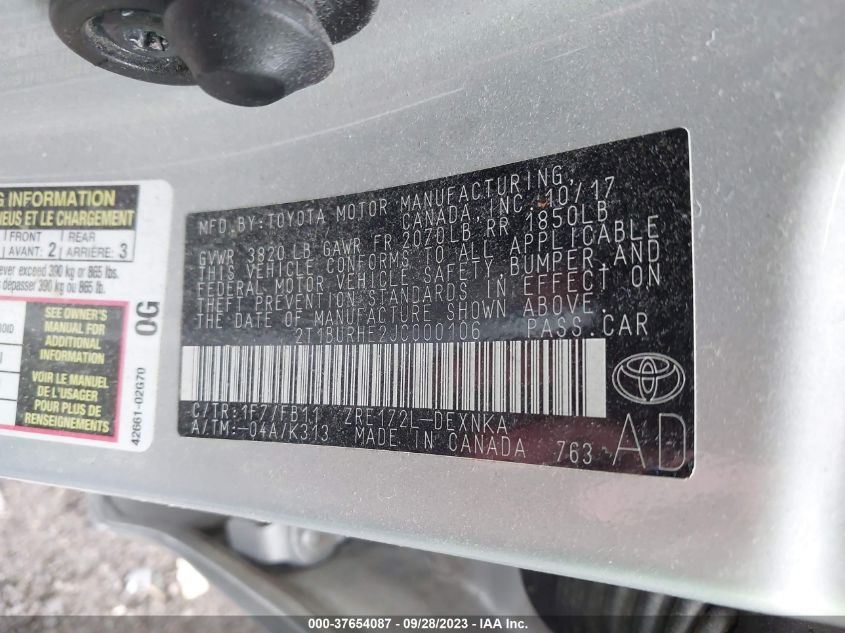 G INFORMATION
NEUS ET LE CHARGEMENT
FRONT
AVANT: 2
REAR
ARRIÈRE: 3
ever exceed 390 kg or 865 lbs.
s dépasser 390 kg ou 865 lb.
SEE OWNER'S
MANUAL FOR
ADDITIONAL
INFORMATION
VOIR LE MANUEL
DE L'USAGER
POUR PLUS DE
RENSEIGNEMENTS
0G
42661-02G70
MFD. BY: TOYOTA MOTOR MANUFACTURING,
CANADA, INC. 10/17
GVWR 3820 LB GAWR FR 2070LB RR 1850LB
THIS VEHICLE CONFORMS TO ALL APPLICABLE
FEDERAL MOTOR VEHICLE SAFETY, BUMPER, AND
THEFT PREVENTION STANDARDS IN EFFECT ON
THE DATE OF MANUFACTURE SHOWN ABOVE.
2T1BURHE2JC000106 PASS.CAR
C/TR:1F7/FB11 ZRE172L-DEXNKA
A/TM:-04A/K313 MADE IN CANADA 763 AD
000-37654087 - 09/28/2023 - IAA Inc.